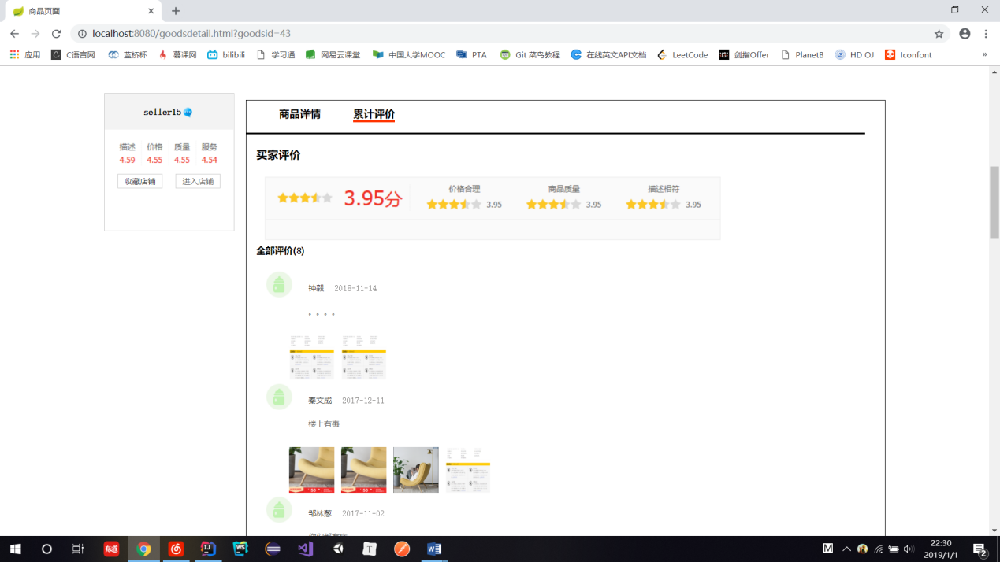 商品页面
localhost:8080/goodsdetail.html?goodsid=43
应用 C语言网 蓝桥杯 慕课网 bilibili 学习通 网易云课堂 中国大学MOOC PTA Git 菜鸟教程 在线英文API文档 LeetCode 剑指Offer PlanetB HD OJ Iconfont »
seller15
描述 价格 质量 服务
4.59 4.55 4.55 4.54
收藏店铺 进入店铺
商品详情 累计评价
买家评价
3.95分
价格合理 商品质量 描述相符
3.95 3.95 3.95
全部评价(8)
钟毅 2018-11-14
。。。。
秦文成 2017-12-11
楼上有毒
邹林葱 2017-11-02
22:30
2019/1/1